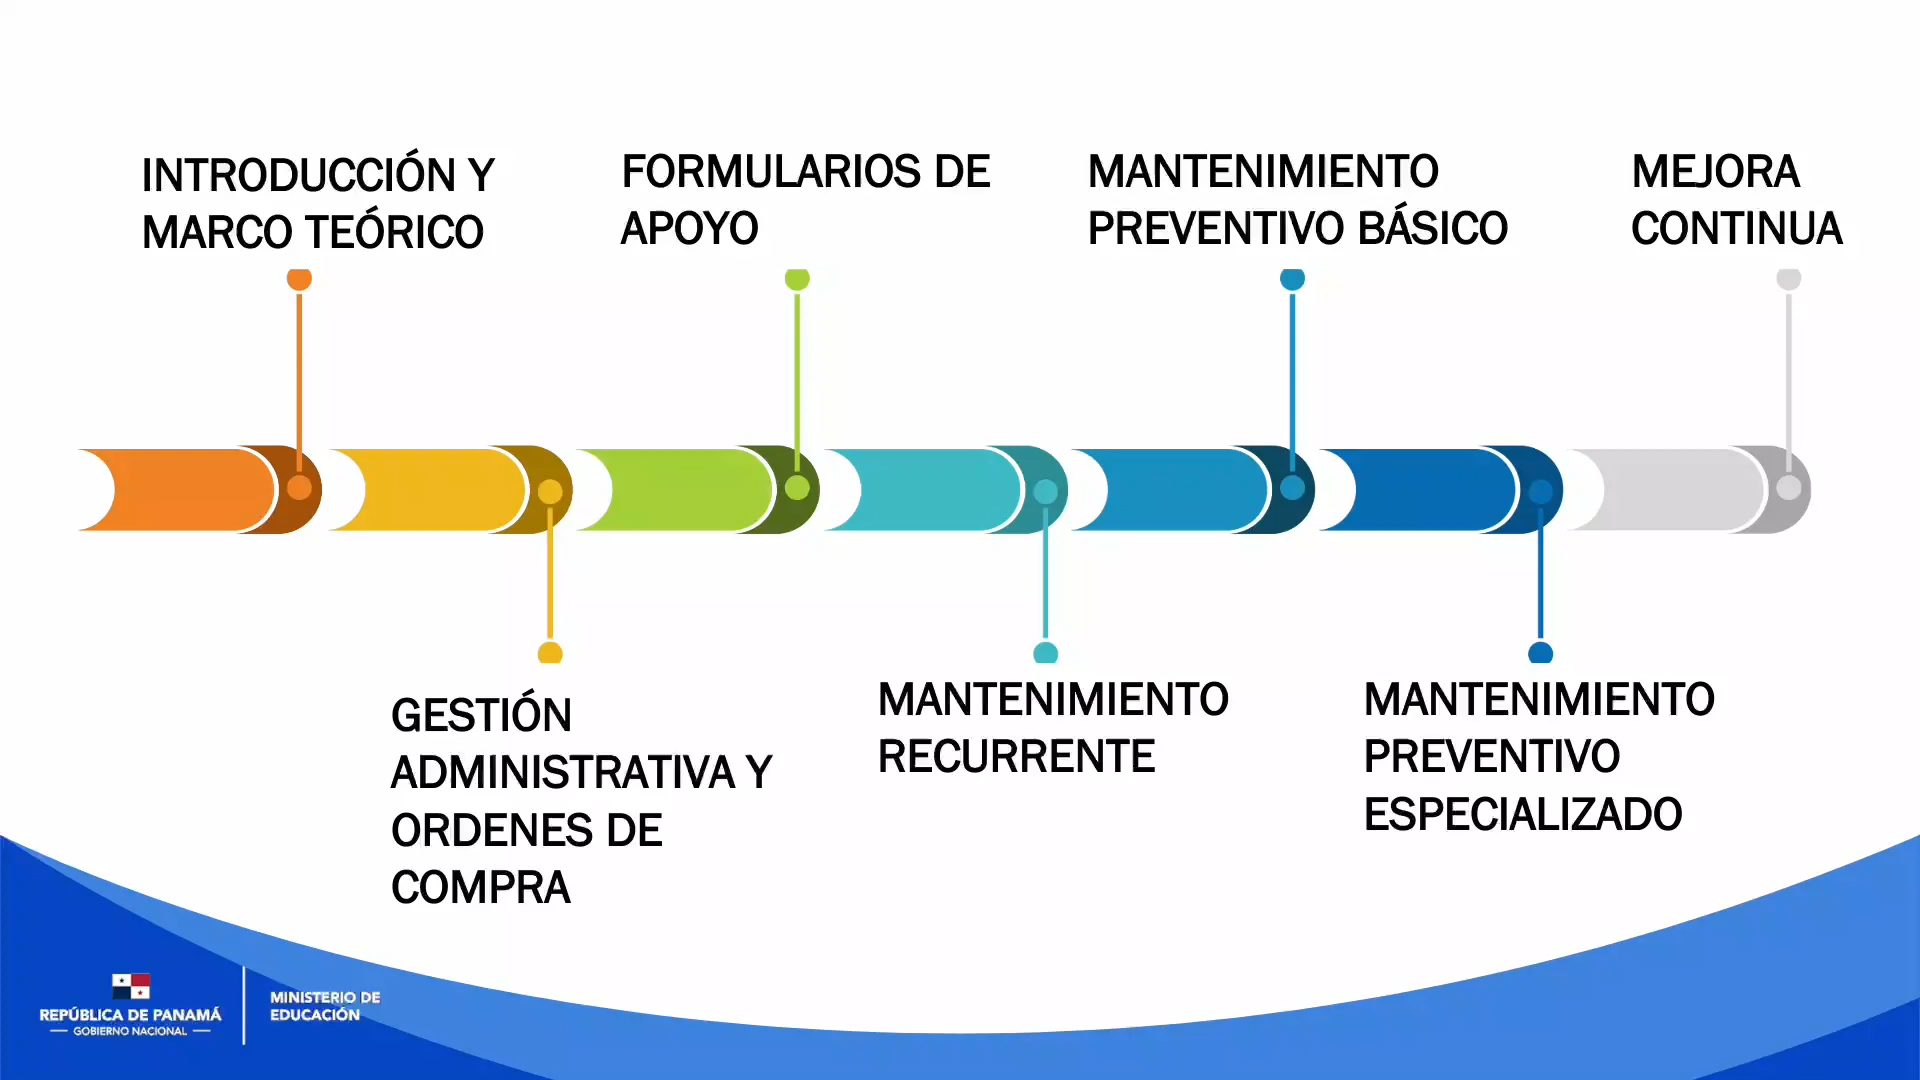 INTRODUCCIÓN Y
MARCO TEÓRICO
FORMULARIOS DE
APOYO
MANTENIMIENTO
PREVENTIVO BÁSICO
MEJORA
CONTINUA
GESTIÓN
ADMINISTRATIVA Y
ORDENES DE
COMPRA
MANTENIMIENTO
RECURRENTE
MANTENIMIENTO
PREVENTIVO
ESPECIALIZADO
REPÚBLICA DE PANAMÁ
— GOBIERNO NACIONAL —
MINISTERIO DE
EDUCACIÓN